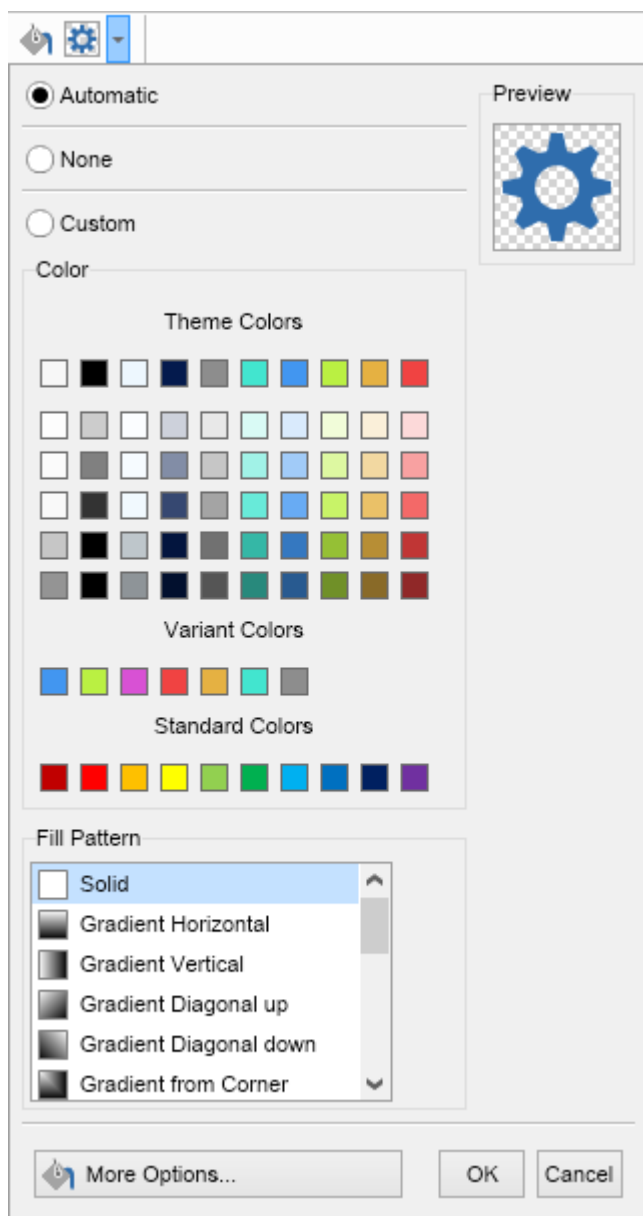 Automatic
Preview
None
Custom
Color
Theme Colors
Variant Colors
Standard Colors
Fill Pattern
Solid
Gradient Horizontal
Gradient Vertical
Gradient Diagonal up
Gradient Diagonal down
Gradient from Corner
More Options...
OK
Cancel